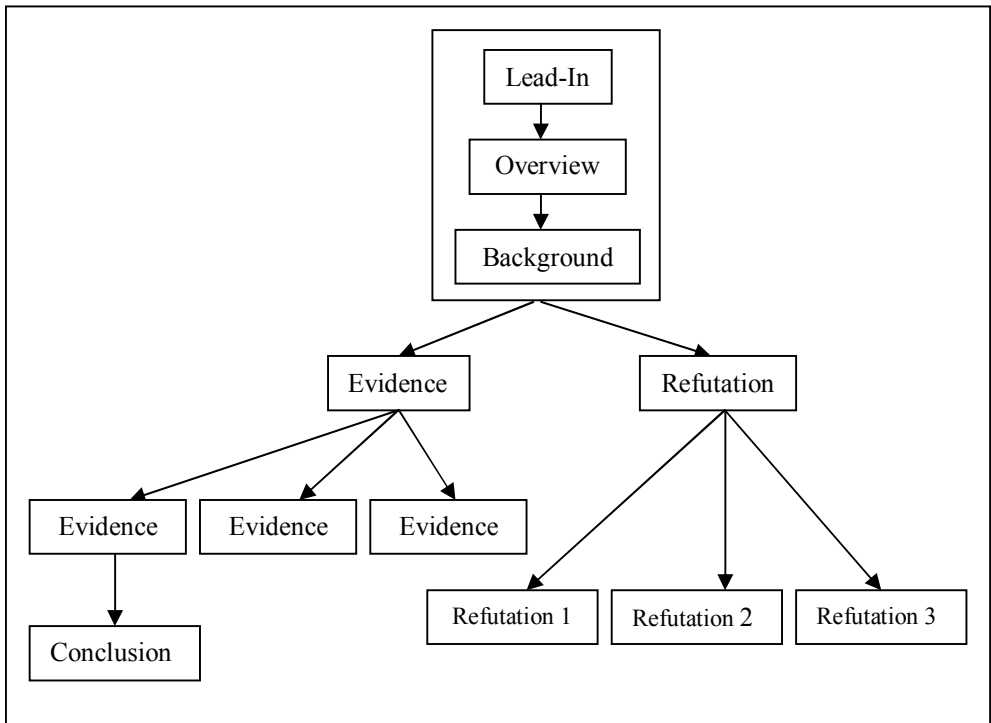 Lead-In
Overview
Background
Evidence
Refutation
Evidence
Evidence
Evidence
Refutation 1
Refutation 2
Refutation 3
Conclusion